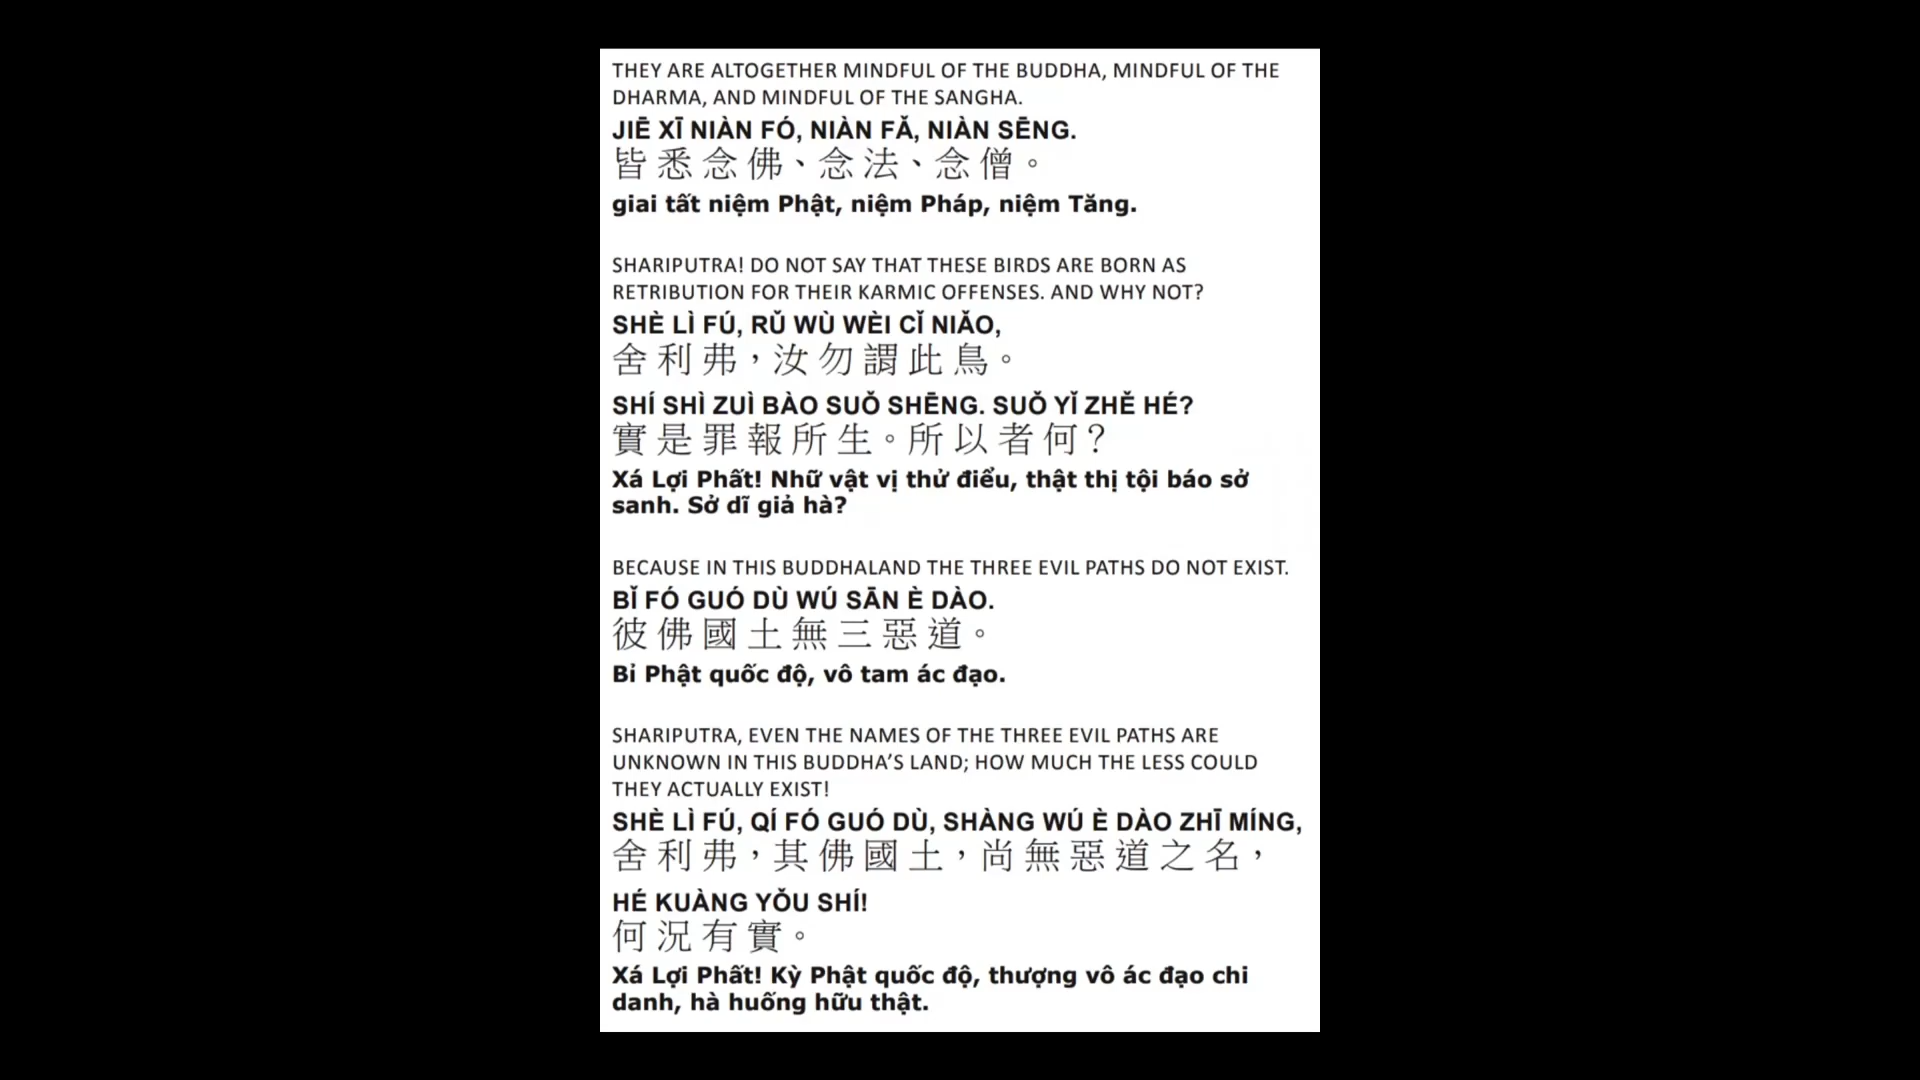 THEY ARE ALTOGETHER MINDFUL OF THE BUDDHA, MINDFUL OF THE
DHARMA, AND MINDFUL OF THE SANGHA.
JIĒ XĪ NIÀN FÓ, NIÀN FǍ, NIÀN SĒNG.
皆悉念佛、念法、念僧。
giai tất niệm Phật, niệm Pháp, niệm Tăng.
SHARIPUTRA! DO NOT SAY THAT THESE BIRDS ARE BORN AS
RETRIBUTION FOR THEIR KARMIC OFFENSES. AND WHY NOT?
SHÈ LÌ FÚ, RǓ WÙ WÈI CǏ NIǍO,
舍利弗，汝勿謂此鳥。
SHÍ SHÌ ZUÌ BÀO SUǑ SHĒNG. SUǑ YǏ ZHĚ HÉ?
實是罪報所生。所以者何？
Xá Lợi Phất! Nhữ vật vị thử điểu, thật thị tội báo sở
sanh. Sở dĩ giả hà?
BECAUSE IN THIS BUDDHALAND THE THREE EVIL PATHS DO NOT EXIST.
BǏ FÓ GUÓ DÙ WÚ SĀN È DÀO.
彼佛國土無三惡道。
Bỉ Phật quốc độ, vô tam ác đạo.
SHARIPUTRA, EVEN THE NAMES OF THE THREE EVIL PATHS ARE
UNKNOWN IN THIS BUDDHA’S LAND; HOW MUCH THE LESS COULD
THEY ACTUALLY EXIST!
SHÈ LÌ FÚ, QÍ FÓ GUÓ DÙ, SHÀNG WÚ È DÀO ZHĪ MÍNG,
舍利弗，其佛國土，尚無惡道之名，
HÉ KUÀNG YǑU SHÍ!
何況有實。
Xá Lợi Phất! Kỳ Phật quốc độ, thượng vô ác đạo chi
danh, hà huống hữu thật.